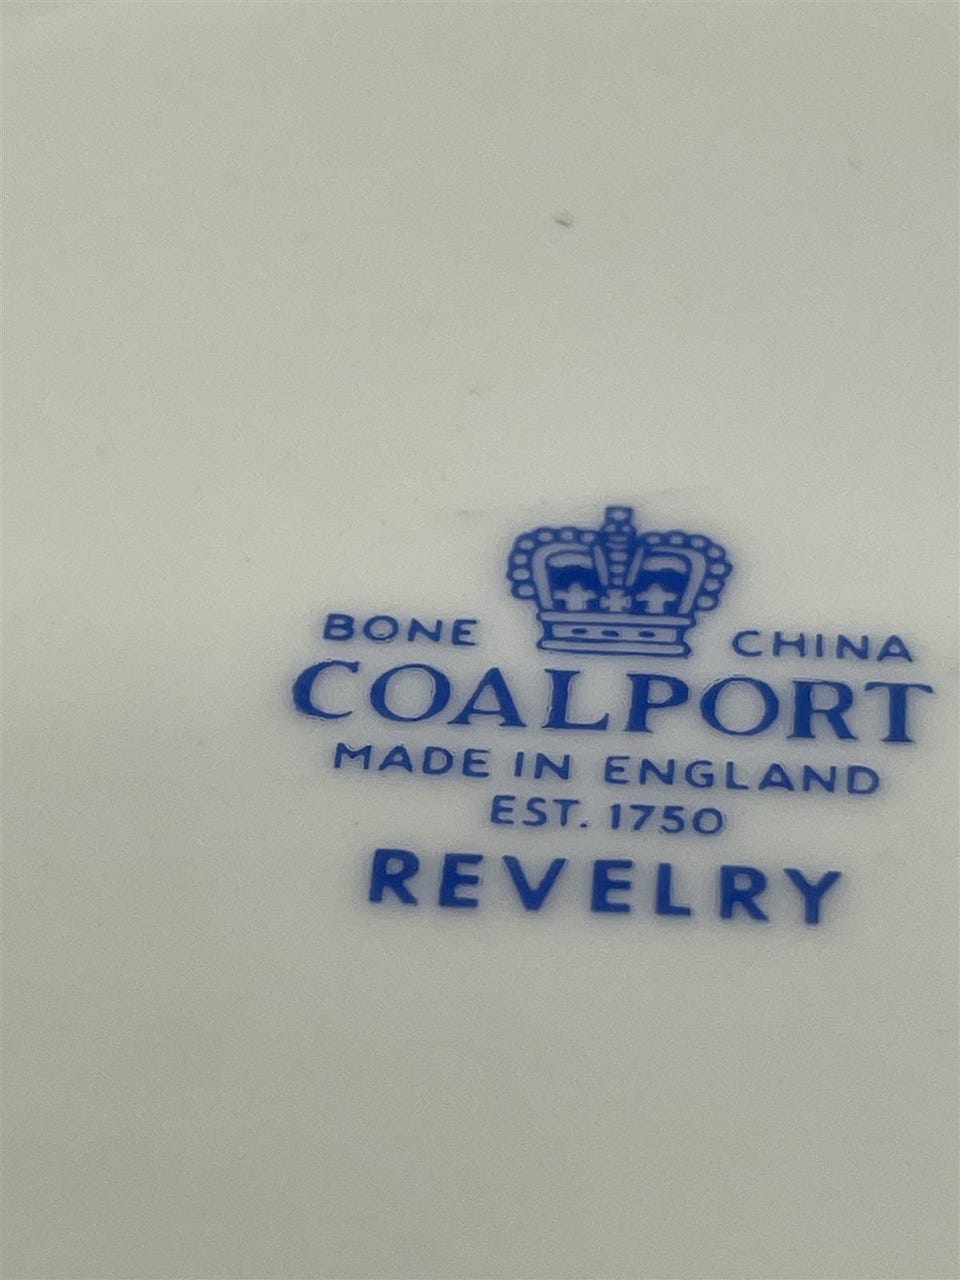 BONE CHINA
COALPORT
MADE IN ENGLAND
EST. 1750
REVELRY